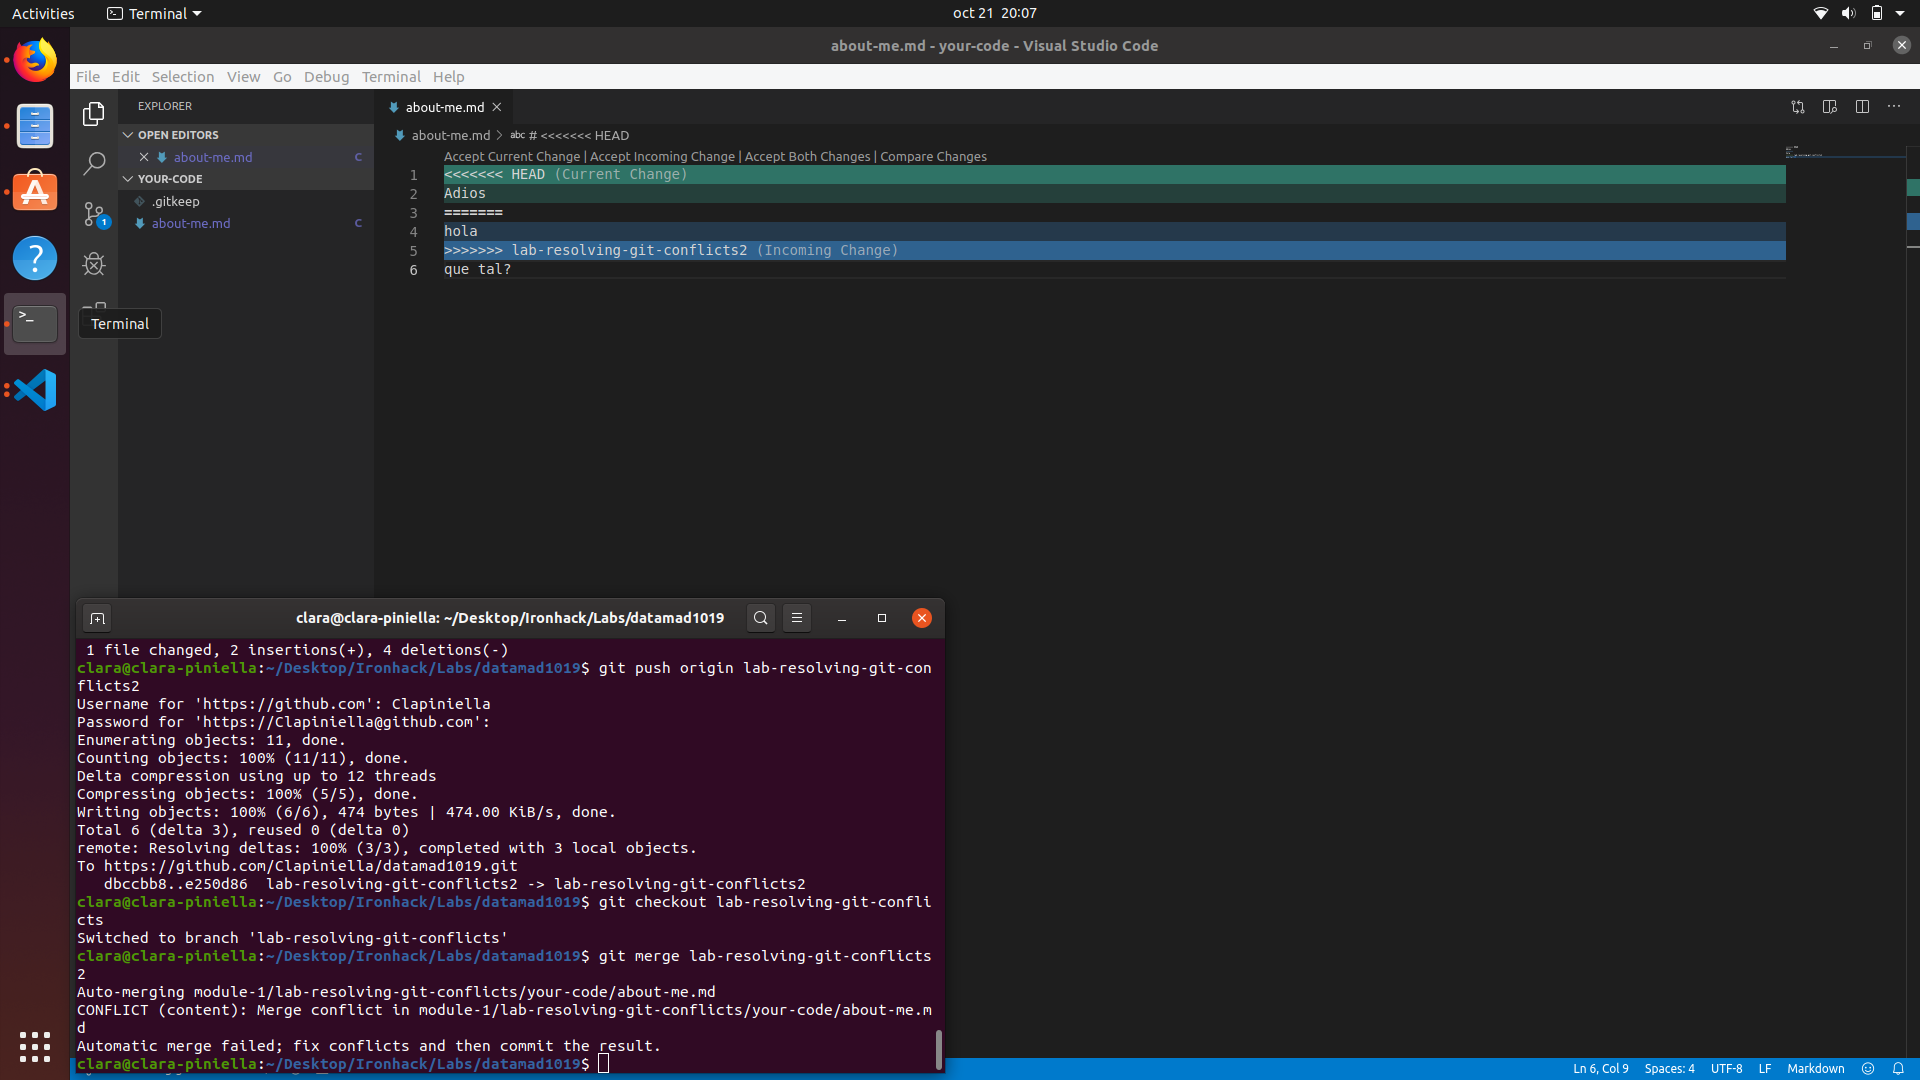 Activities Terminal oct 21 20:07
about-me.md - your-code - Visual Studio Code
File Edit Selection View Go Debug Terminal Help
EXPLORER
OPEN EDITORS
about-me.md C
YOUR-CODE
.gitkeep
about-me.md C
1
Terminal
about-me.md
about-me.md > abc # <<<<<<< HEAD
Accept Current Change | Accept Incoming Change | Accept Both Changes | Compare Changes
1 <<<<<<< HEAD (Current Change)
2 Adios
3 =======
4 hola
5 >>>>>>> lab-resolving-git-conflicts2 (Incoming Change)
6 que tal?
clara@clara-piniella: ~/Desktop/Ironhack/Labs/datamad1019
1 file changed, 2 insertions(+), 4 deletions(-)
clara@clara-piniella:~/Desktop/Ironhack/Labs/datamad1019$ git push origin lab-resolving-git-con
flicts2
Username for 'https://github.com': Clapiniella
Password for 'https://Clapiniella@github.com':
Enumerating objects: 11, done.
Counting objects: 100% (11/11), done.
Delta compression using up to 12 threads
Compressing objects: 100% (5/5), done.
Writing objects: 100% (6/6), 474 bytes | 474.00 KiB/s, done.
Total 6 (delta 3), reused 0 (delta 0)
remote: Resolving deltas: 100% (3/3), completed with 3 local objects.
To https://github.com/Clapiniella/datamad1019.git
dbccbb8..e250d86 lab-resolving-git-conflicts2 -> lab-resolving-git-conflicts2
clara@clara-piniella:~/Desktop/Ironhack/Labs/datamad1019$ git checkout lab-resolving-git-confli
cts
Switched to branch 'lab-resolving-git-conflicts'
clara@clara-piniella:~/Desktop/Ironhack/Labs/datamad1019$ git merge lab-resolving-git-conflicts
2
Auto-merging module-1/lab-resolving-git-conflicts/your-code/about-me.md
CONFLICT (content): Merge conflict in module-1/lab-resolving-git-conflicts/your-code/about-me.m
d
Automatic merge failed; fix conflicts and then commit the result.
clara@clara-piniella:~/Desktop/Ironhack/Labs/datamad1019$
Ln 6, Col 9 Spaces: 4 UTF-8 LF Markdown